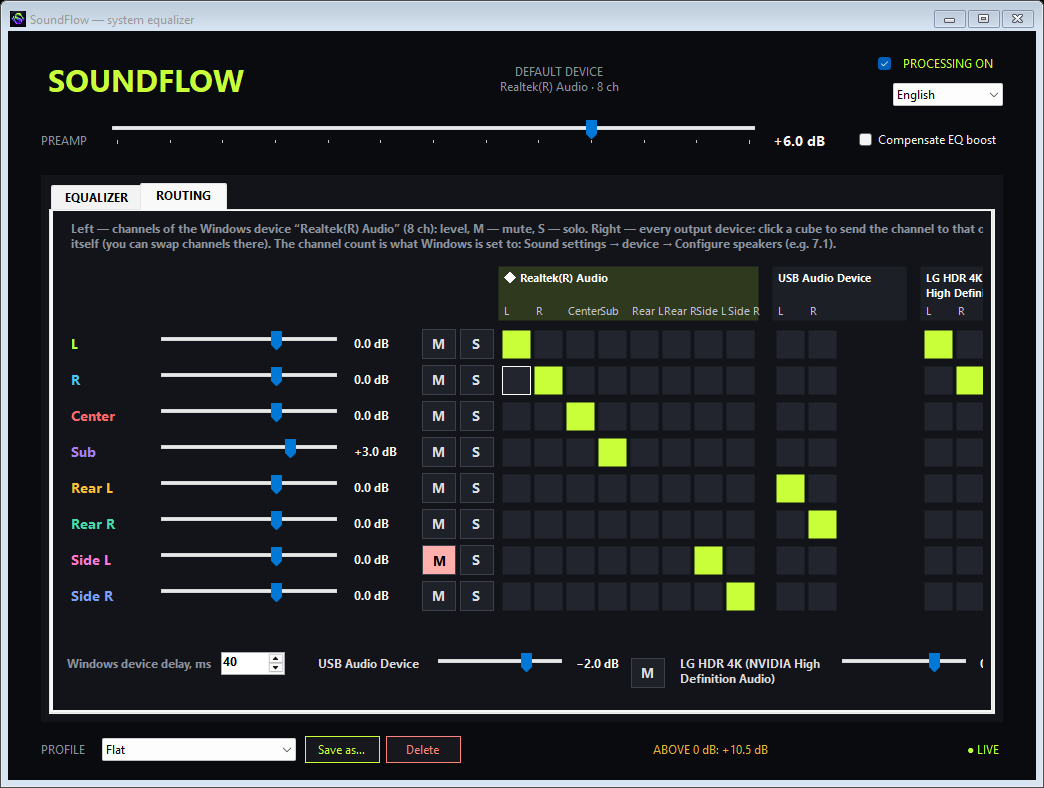 SoundFlow — system equalizer
SOUNDFLOW
DEFAULT DEVICE
Realtek(R) Audio · 8 ch
PROCESSING ON
English
PREAMP
+6.0 dB
Compensate EQ boost
EQUALIZER
ROUTING
Left — channels of the Windows device “Realtek(R) Audio” (8 ch): level, M — mute, S — solo. Right — every output device: click a cube to send the channel to that
itself (you can swap channels there). The channel count is what Windows is set to: Sound settings → device → Configure speakers (e.g. 7.1).
◆ Realtek(R) Audio
L R Center Sub Rear L Rear R Side L Side R
USB Audio Device
L R
LG HDR 4K
High Defini
L R
L 0.0 dB M S
R 0.0 dB M S
Center 0.0 dB M S
Sub +3.0 dB M S
Rear L 0.0 dB M S
Rear R 0.0 dB M S
Side L 0.0 dB M S
Side R 0.0 dB M S
Windows device delay, ms 40
USB Audio Device −2.0 dB M
LG HDR 4K (NVIDIA High
Definition Audio)
PROFILE Flat Save as... Delete
ABOVE 0 dB: +10.5 dB
● LIVE